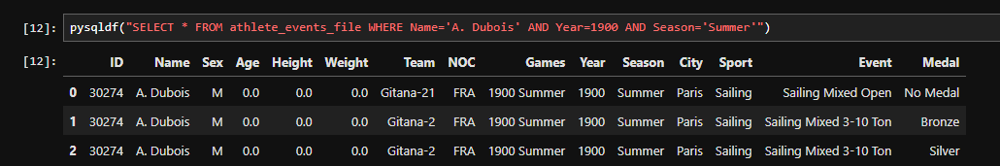 [12]: pysqldf("SELECT * FROM athlete_events_file WHERE Name='A. Dubois' AND Year=1900 AND Season='Summer'")
[12]: ID Name Sex Age Height Weight Team NOC Games Year Season City Sport Event Medal
0 30274 A. Dubois M 0.0 0.0 0.0 Gitana-21 FRA 1900 Summer 1900 Summer Paris Sailing Sailing Mixed Open No Medal
1 30274 A. Dubois M 0.0 0.0 0.0 Gitana-2 FRA 1900 Summer 1900 Summer Paris Sailing Sailing Mixed 3-10 Ton Bronze
2 30274 A. Dubois M 0.0 0.0 0.0 Gitana-2 FRA 1900 Summer 1900 Summer Paris Sailing Sailing Mixed 3-10 Ton Silver